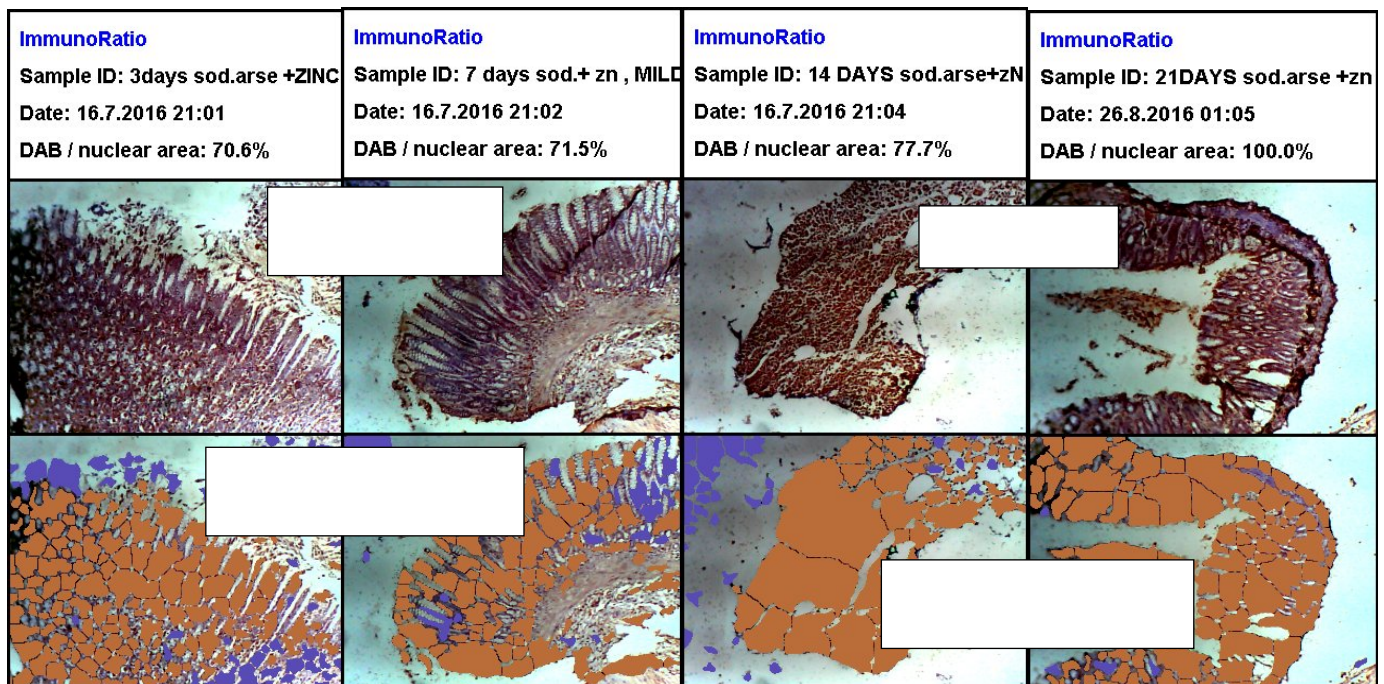 ImmunoRatio
Sample ID: 3days sod.arse +ZINC
Date: 16.7.2016 21:01
DAB / nuclear area: 70.6%
ImmunoRatio
Sample ID: 7 days sod.+ zn , MILD
Date: 16.7.2016 21:02
DAB / nuclear area: 71.5%
ImmunoRatio
Sample ID: 14 DAYS sod.arse+zN
Date: 16.7.2016 21:04
DAB / nuclear area: 77.7%
ImmunoRatio
Sample ID: 21DAYS sod.arse +zn
Date: 26.8.2016 01:05
DAB / nuclear area: 100.0%